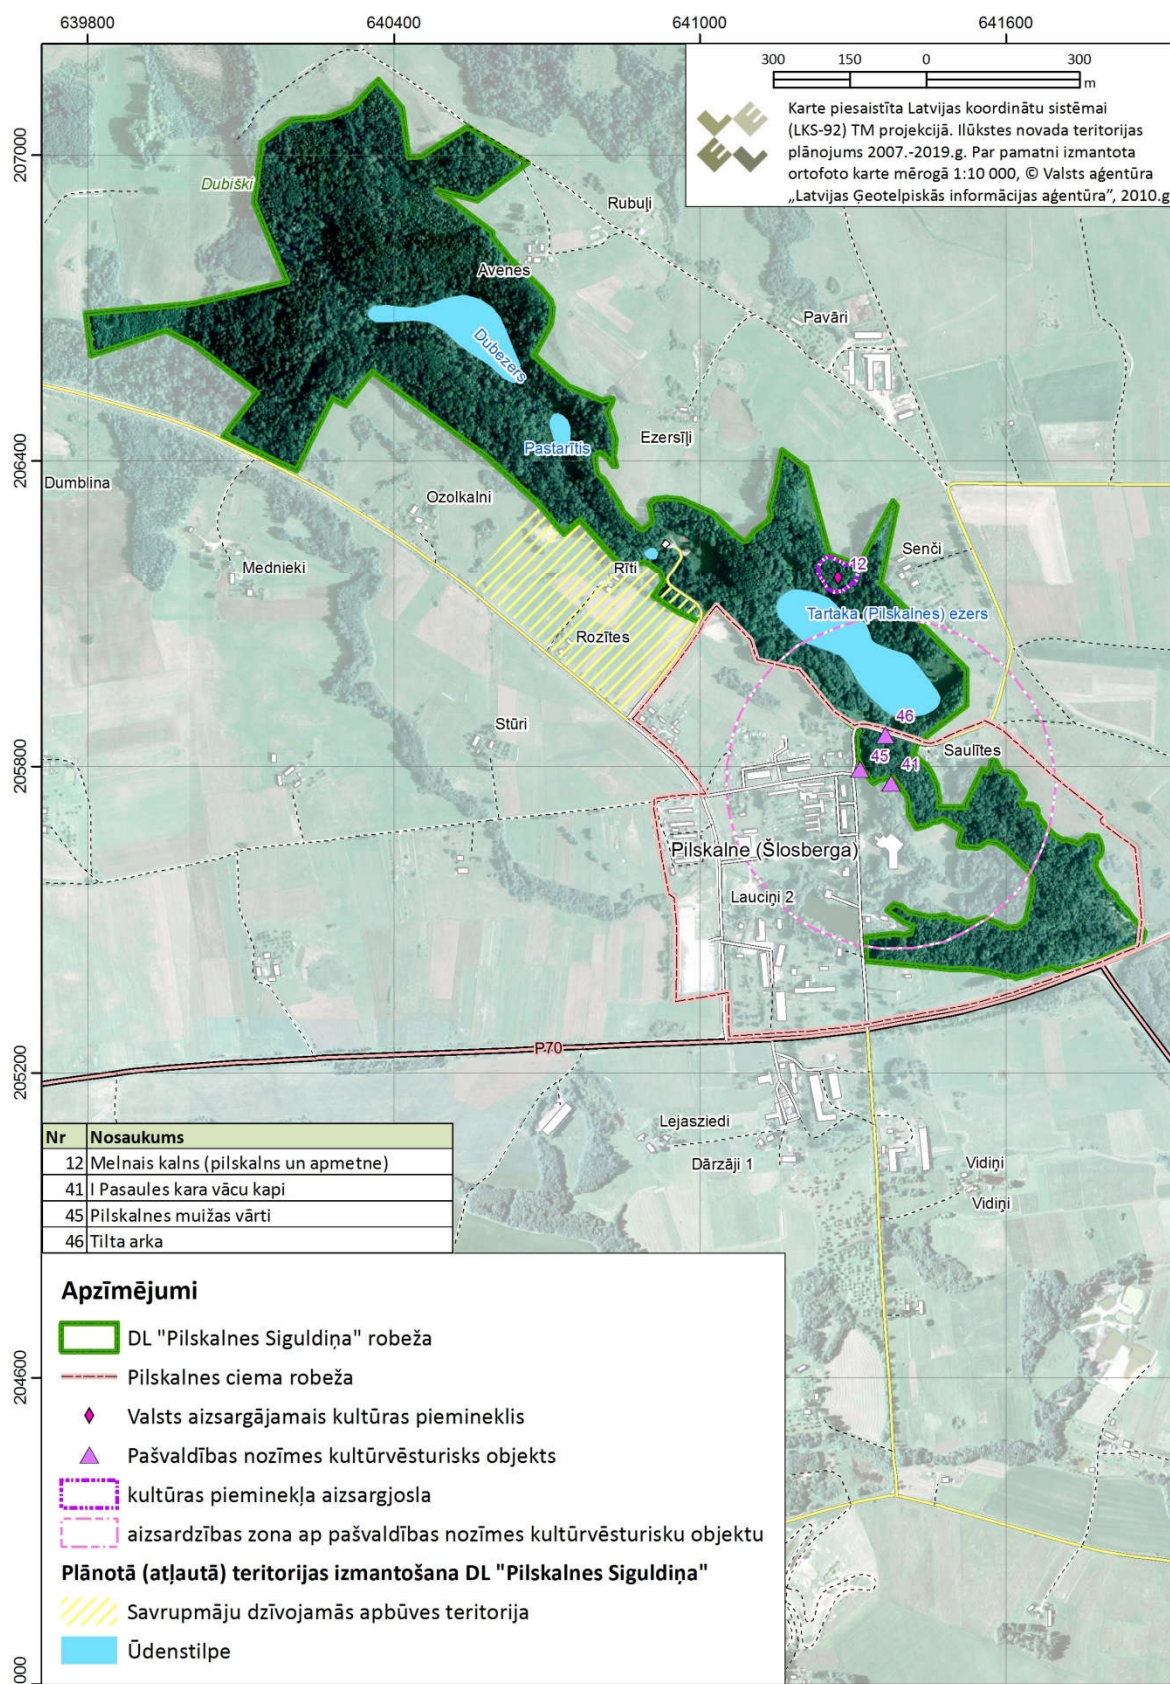 639800
640400
641000
641600
300
150
0
300
m
Karte piesaistīta Latvijas koordinātu sistēmai
(LKS-92) TM projekcijā. Ilūkstes novada teritorijas
plānojums 2007.-2019.g. Par pamatni izmantota
ortofoto karte mērogā 1:10 000, © Valsts aģentūra
„Latvijas Ģeotelpiskās informācijas aģentūra”, 2010.g
207000
Dubiški
Rubuļi
Avenes
Pavāri
Dubezers
Ezersīļi
Pastarītis
206400
Dumblina
Ozolkalni
Senči
12
Mednieki
Rīti
Tartaka (Pilskalnes) ezers
Rozītes
Stūri
46
Saulītes
205800
45
41
Pilskalne (Šlosberga)
Lauciņi 2
P70
205200
Lejasziedi
Dārzāji 1
Vidiņi
Vidiņi
Nr Nosaukums
12 Melnais kalns (pilskalns un apmetne)
41 I Pasaules kara vācu kapi
45 Pilskalnes muižas vārti
46 Tilta arka
Apzīmējumi
DL "Pilskalnes Siguldiņa" robeža
204600
Pilskalnes ciema robeža
Valsts aizsargājamais kultūras piemineklis
Pašvaldības nozīmes kultūrvēsturisks objekts
kultūras pieminekļa aizsargjosla
aizsardzības zona ap pašvaldības nozīmes kultūrvēsturisku objektu
Plānotā (atļautā) teritorijas izmantošana DL "Pilskalnes Siguldiņa"
Savrupmāju dzīvojamās apbūves teritorija
Ūdenstilpe
000